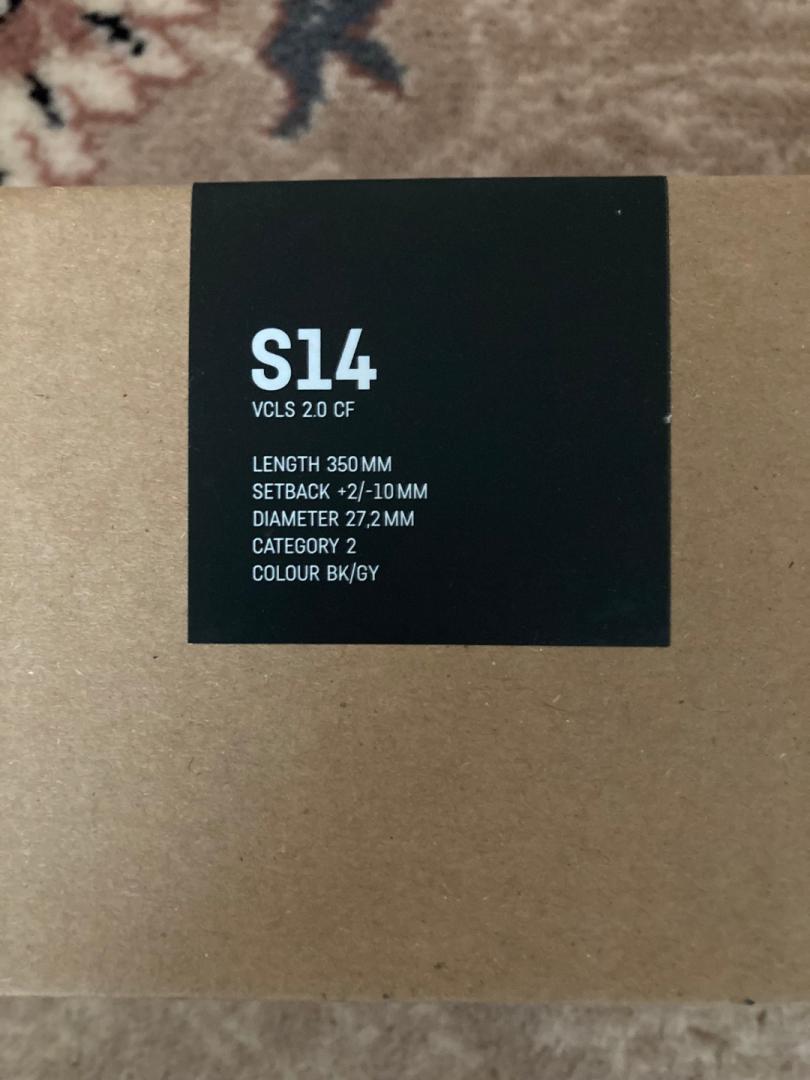 S14
VCLS 2.0 CF
LENGTH 350 MM
SETBACK +2/-10 MM
DIAMETER 27,2 MM
CATEGORY 2
COLOUR BK/GY